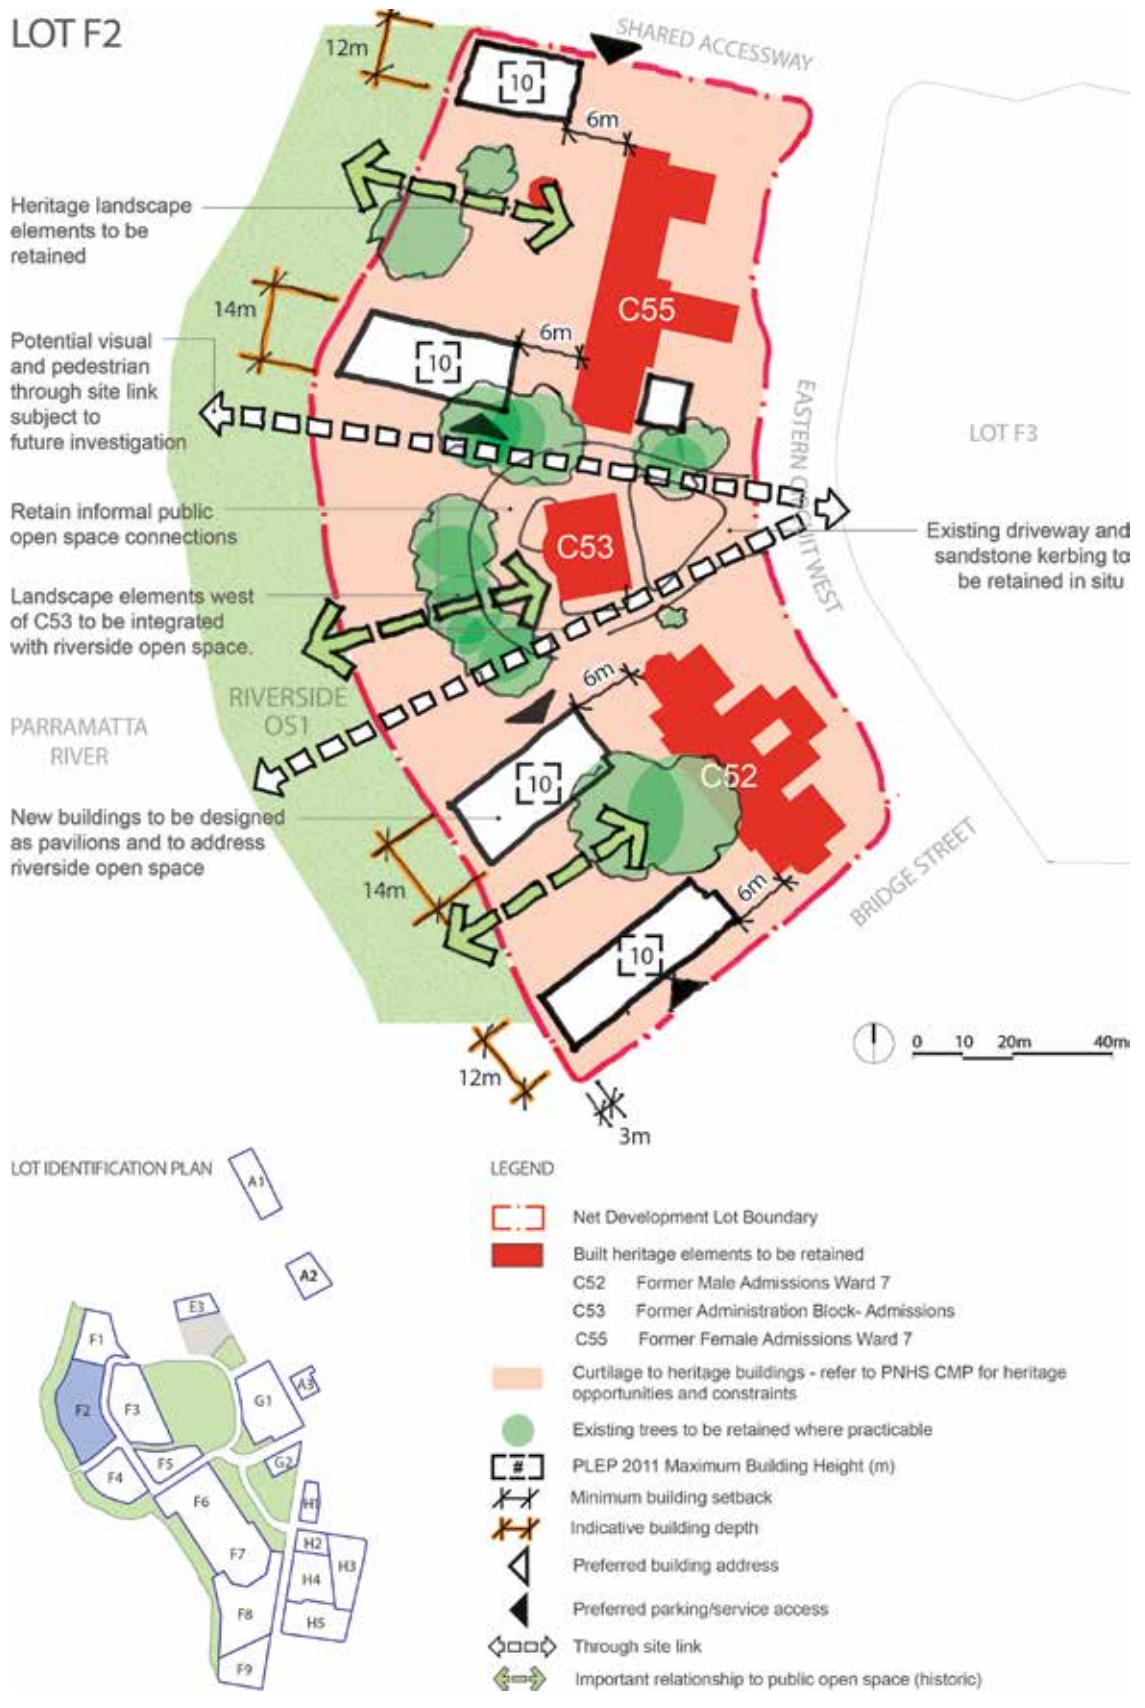 LOT F2
SHARED ACCESSWAY
12m
10
6m
Heritage landscape
elements to be
retained
14m
C55
6m
10
Potential visual
and pedestrian
through site link
subject to
future investigation
EASTERN CIRCUIT WEST
LOT F3
Retain informal public
open space connections
C53
Existing driveway and
sandstone kerbing to
be retained in situ
Landscape elements west
of C53 to be integrated
with riverside open space.
6m
RIVERSIDE
OS1
PARRAMATTA
RIVER
C52
10
New buildings to be designed
as pavilions and to address
riverside open space
14m
6m
BRIDGE STREET
10
12m
3m
0 10 20m 40m
LOT IDENTIFICATION PLAN
A1
A2
E3
F1
F2
F3
A3
G1
F4
F5
G2
F6
H1
H2
F7
H3
H4
F8
H5
F9
LEGEND
Net Development Lot Boundary
Built heritage elements to be retained
C52 Former Male Admissions Ward 7
C53 Former Administration Block- Admissions
C55 Former Female Admissions Ward 7
Curtilage to heritage buildings - refer to PNHS CMP for heritage
opportunities and constraints
Existing trees to be retained where practicable
# PLEP 2011 Maximum Building Height (m)
Minimum building setback
Indicative building depth
Preferred building address
Preferred parking/service access
Through site link
Important relationship to public open space (historic)